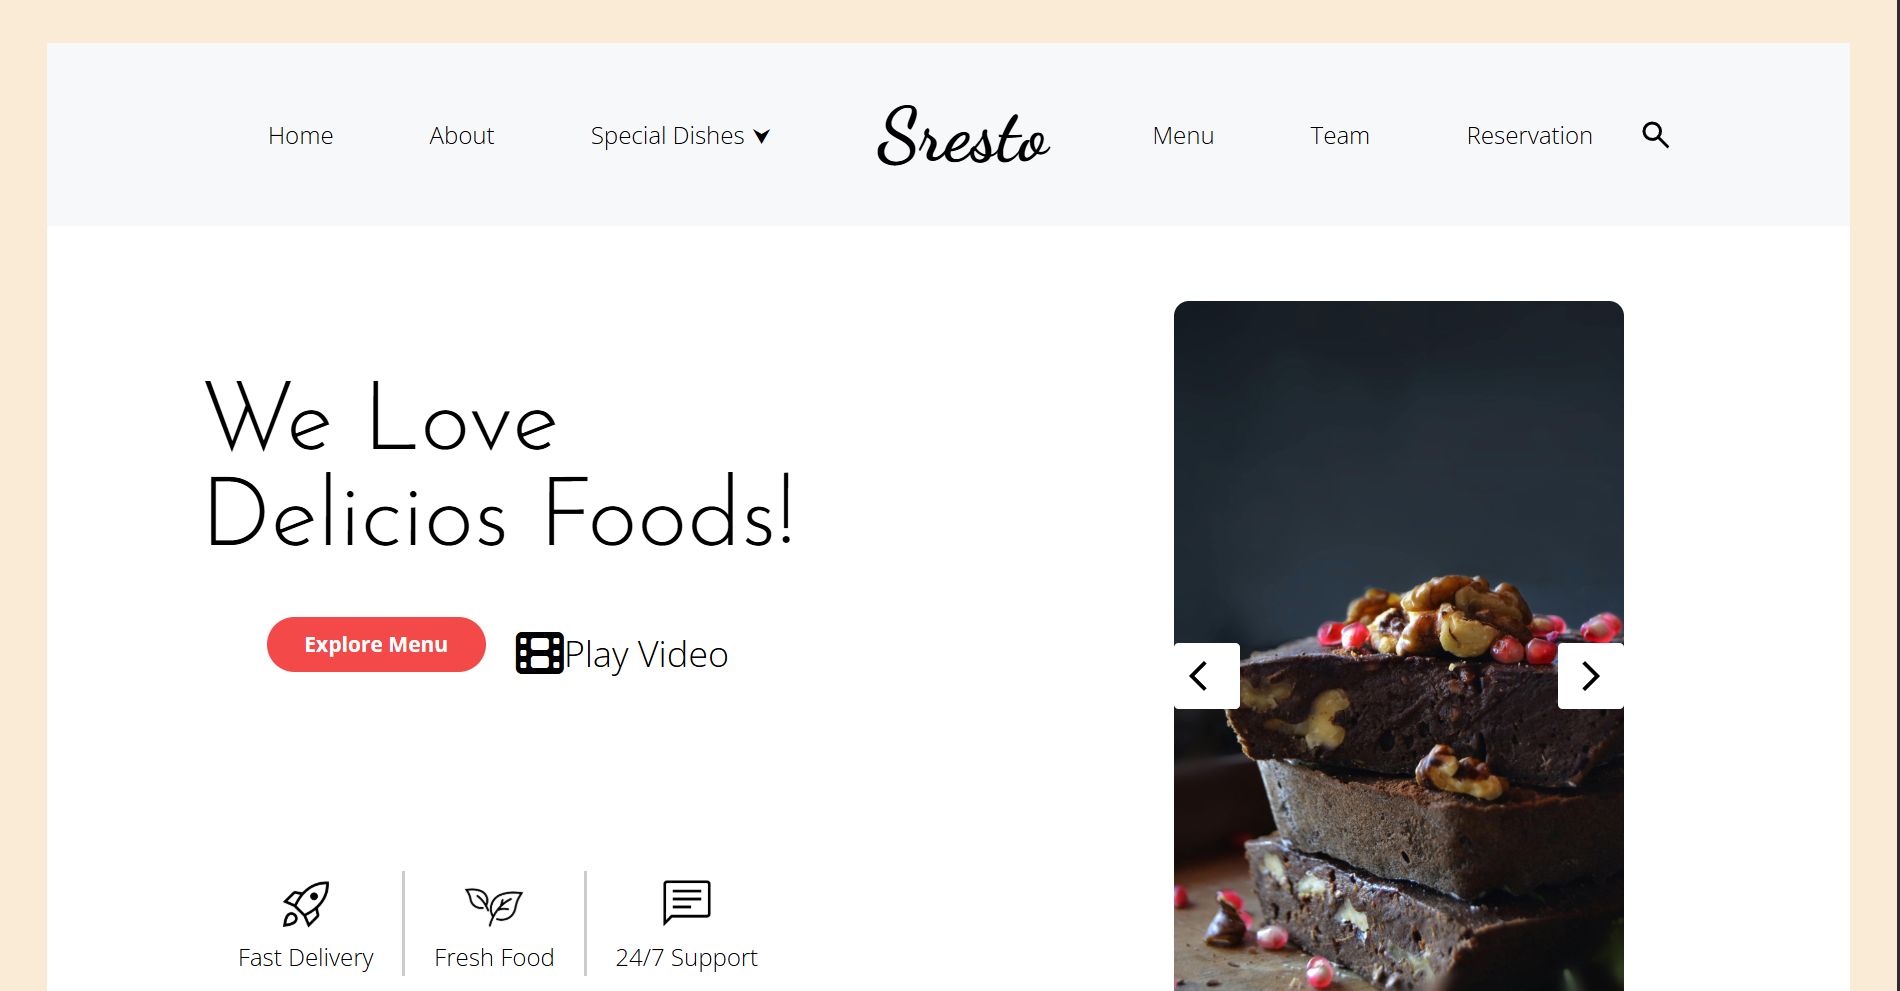 Home About Special Dishes Sresto Menu Team Reservation
We Love
Delicios Foods!
Explore Menu Play Video
Fast Delivery Fresh Food 24/7 Support